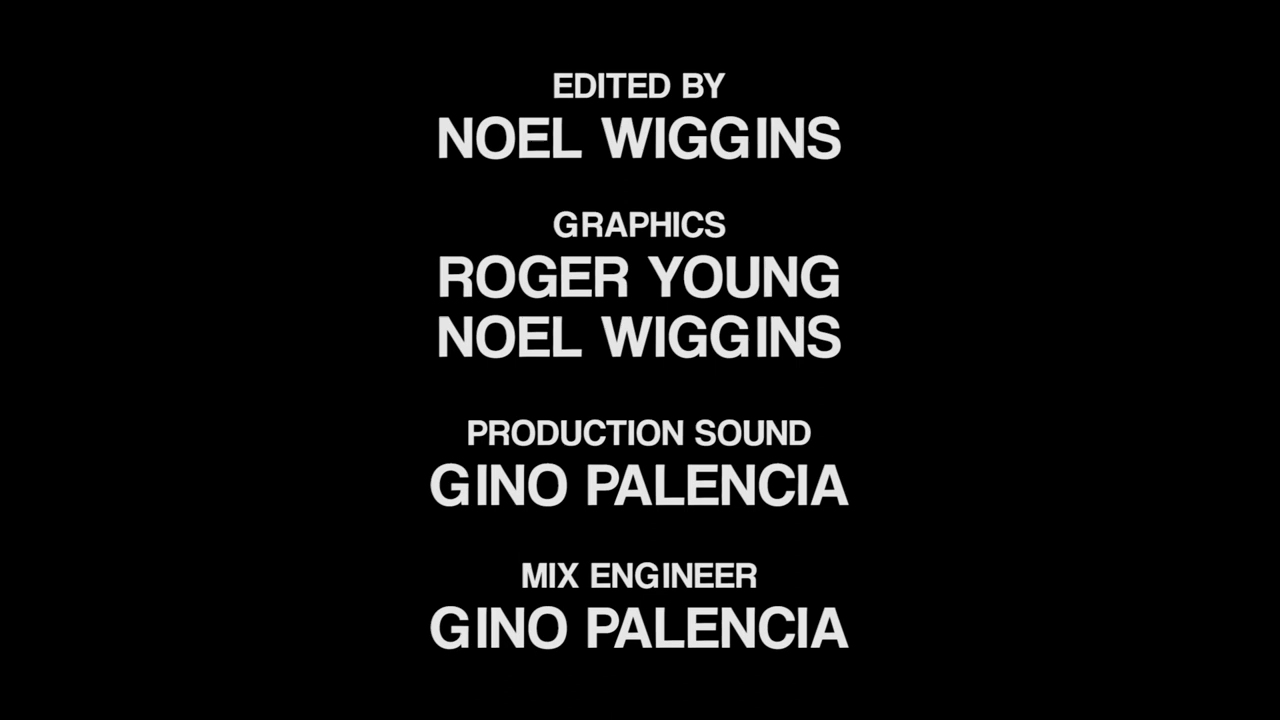 EDITED BY
NOEL WIGGINS
GRAPHICS
ROGER YOUNG
NOEL WIGGINS
PRODUCTION SOUND
GINO PALENCIA
MIX ENGINEER
GINO PALENCIA